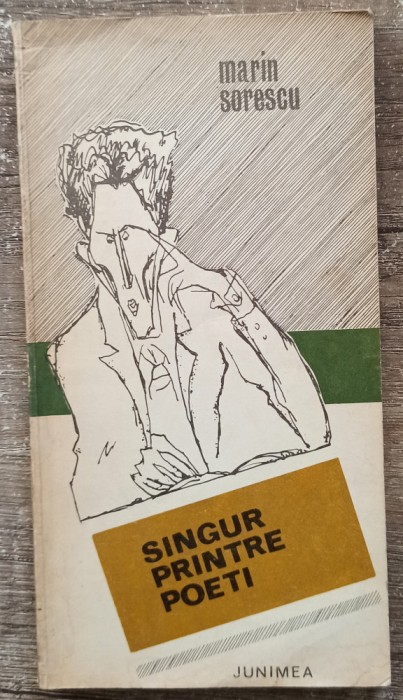 marin
sorescu
SINGUR
PRINTRE
POETI
JUNIMEA